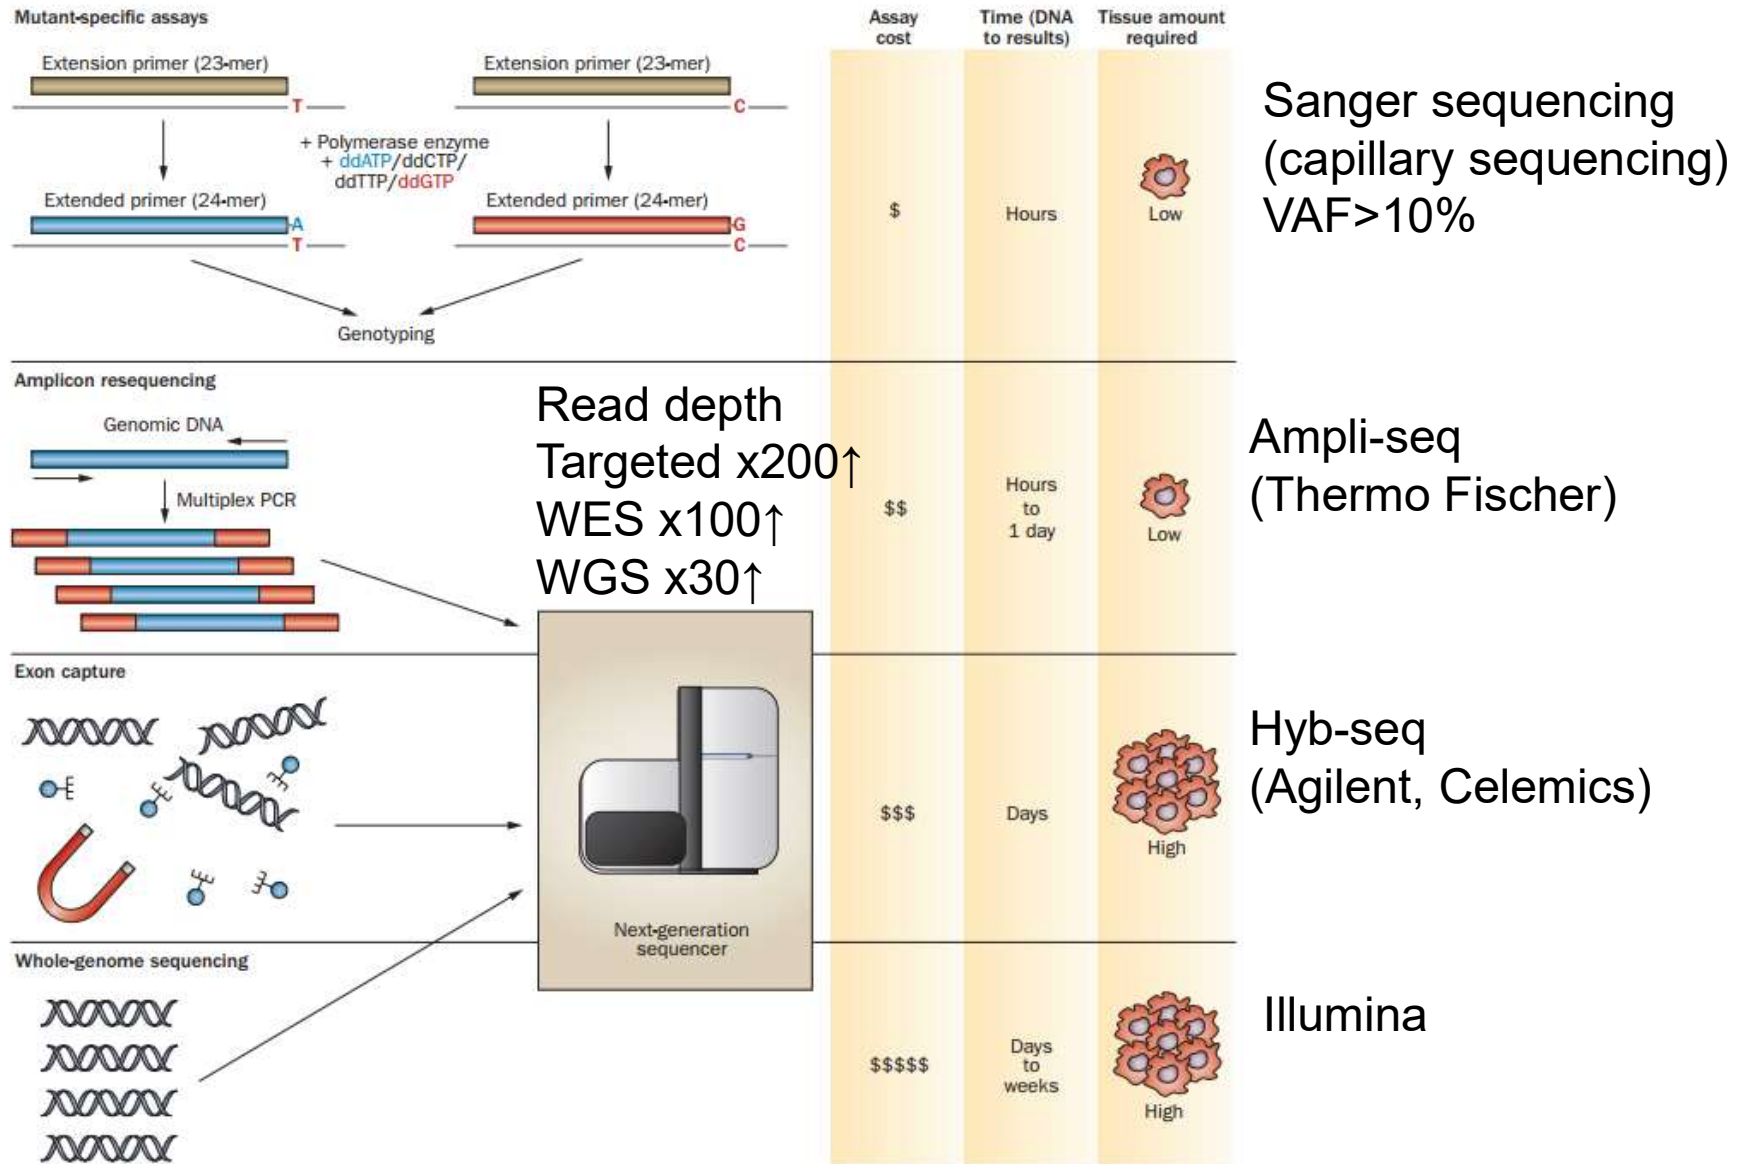 Mutant-specific assays
Assay
cost
Time (DNA
to results)
Tissue amount
required
Extension primer (23-mer)
T
Extension primer (23-mer)
C
+ Polymerase enzyme
+ ddATP/ddCTP/
ddTTP/ddGTP
Extended primer (24-mer)
A
T
Extended primer (24-mer)
G
C
Genotyping
$
Hours
Low
Sanger sequencing
(capillary sequencing)
VAF>10%
Amplicon resequencing
Genomic DNA
Multiplex PCR
Read depth
Targeted x200↑
WES x100↑
WGS x30↑
$$
Hours
to
1 day
Low
Ampli-seq
(Thermo Fischer)
Exon capture
Next-generation
sequencer
$$$
Days
High
Hyb-seq
(Agilent, Celemics)
Whole-genome sequencing
$$$$$
Days
to
weeks
High
Illumina